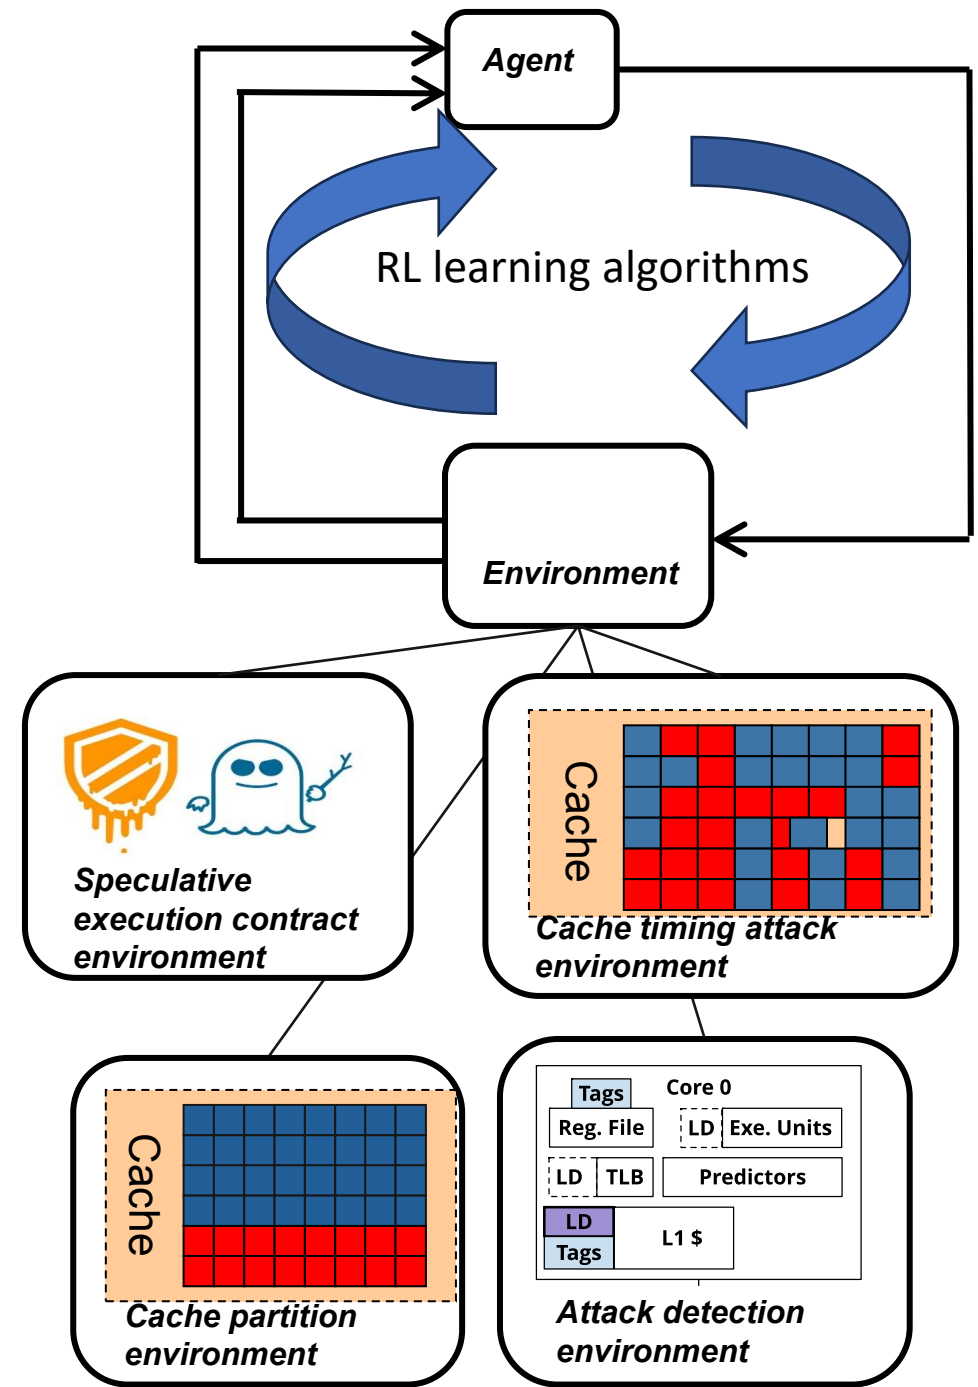 Agent
RL learning algorithms
Environment
Speculative
execution contract
environment
Cache
Cache timing attack
environment
Cache
Cache partition
environment
Tags
Core 0
Reg. File
LD
Exe. Units
LD
TLB
Predictors
LD
Tags
L1 $
Attack detection
environment